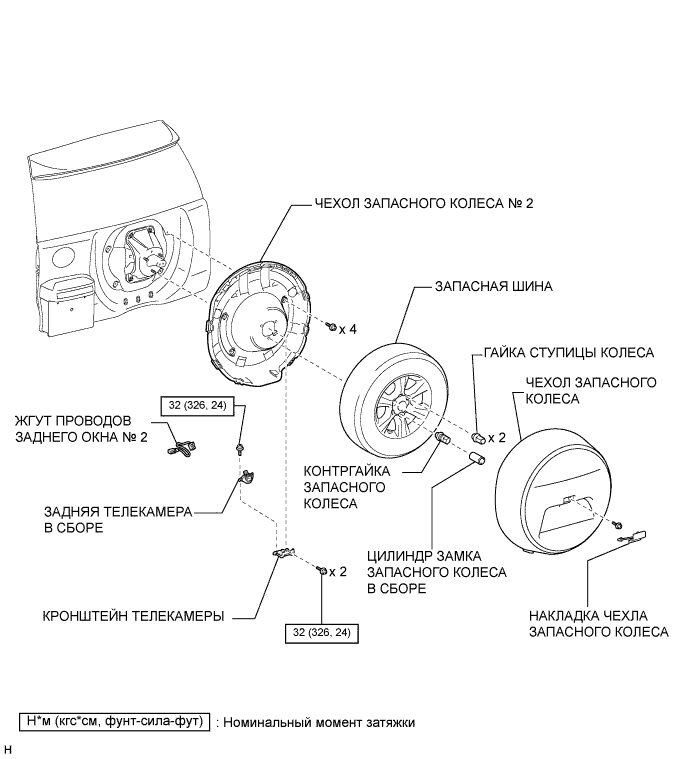 ЧЕХОЛ ЗАПАСНОГО КОЛЕСА № 2
ЗАПАСНАЯ ШИНА
x 4
ГАЙКА СТУПИЦЫ КОЛЕСА
ЧЕХОЛ ЗАПАСНОГО
КОЛЕСА
32 (326, 24)
ЖГУТ ПРОВОДОВ
ЗАДНЕГО ОКНА № 2
x 2
КОНТРГАЙКА
ЗАПАСНОГО
КОЛЕСА
ЗАДНЯЯ ТЕЛЕКАМЕРА
В СБОРЕ
ЦИЛИНДР ЗАМКА
ЗАПАСНОГО КОЛЕСА
В СБОРЕ
x 2
КРОНШТЕЙН ТЕЛЕКАМЕРЫ
32 (326, 24)
НАКЛАДКА ЧЕХЛА
ЗАПАСНОГО КОЛЕСА
Н*м (кгс*см, фунт-сила-фут) : Номинальный момент затяжки
H